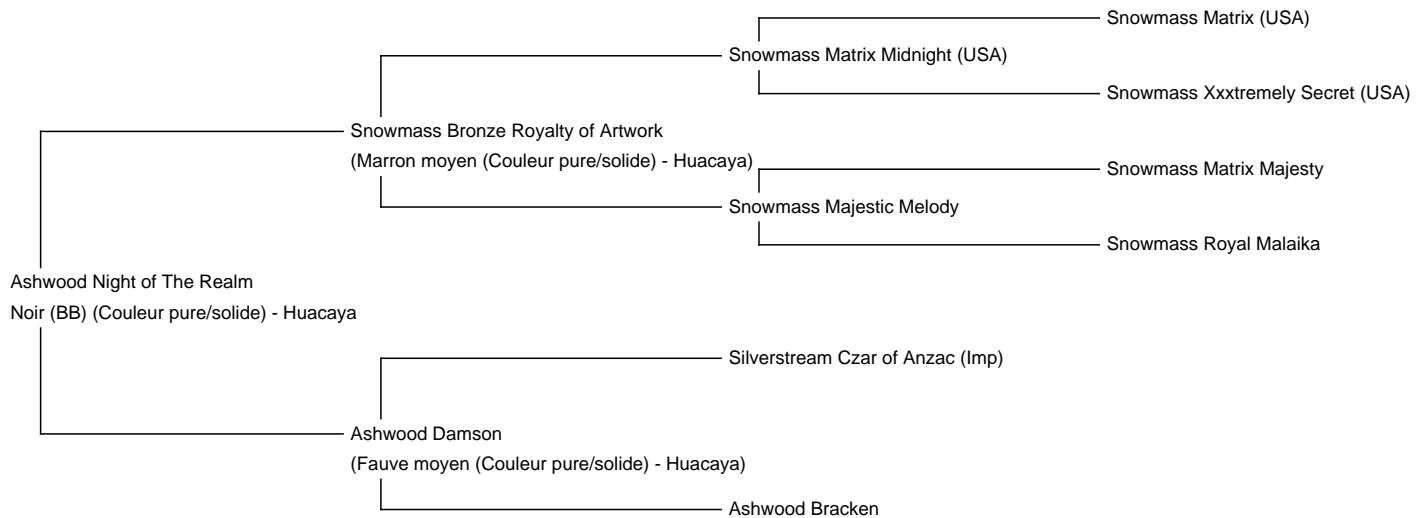 Snowmass Matrix (USA)
Snowmass Matrix Midnight (USA)
Snowmass Xxxtremely Secret (USA)
Snowmass Bronze Royalty of Artwork
(Marron moyen (Couleur pure/solide) - Huacaya)
Snowmass Matrix Majesty
Snowmass Majestic Melody
Snowmass Royal Malaika
Ashwood Night of The Realm
Noir (BB) (Couleur pure/solide) - Huacaya
Silverstream Czar of Anzac (Imp)
Ashwood Damson
(Fauve moyen (Couleur pure/solide) - Huacaya)
Ashwood Bracken